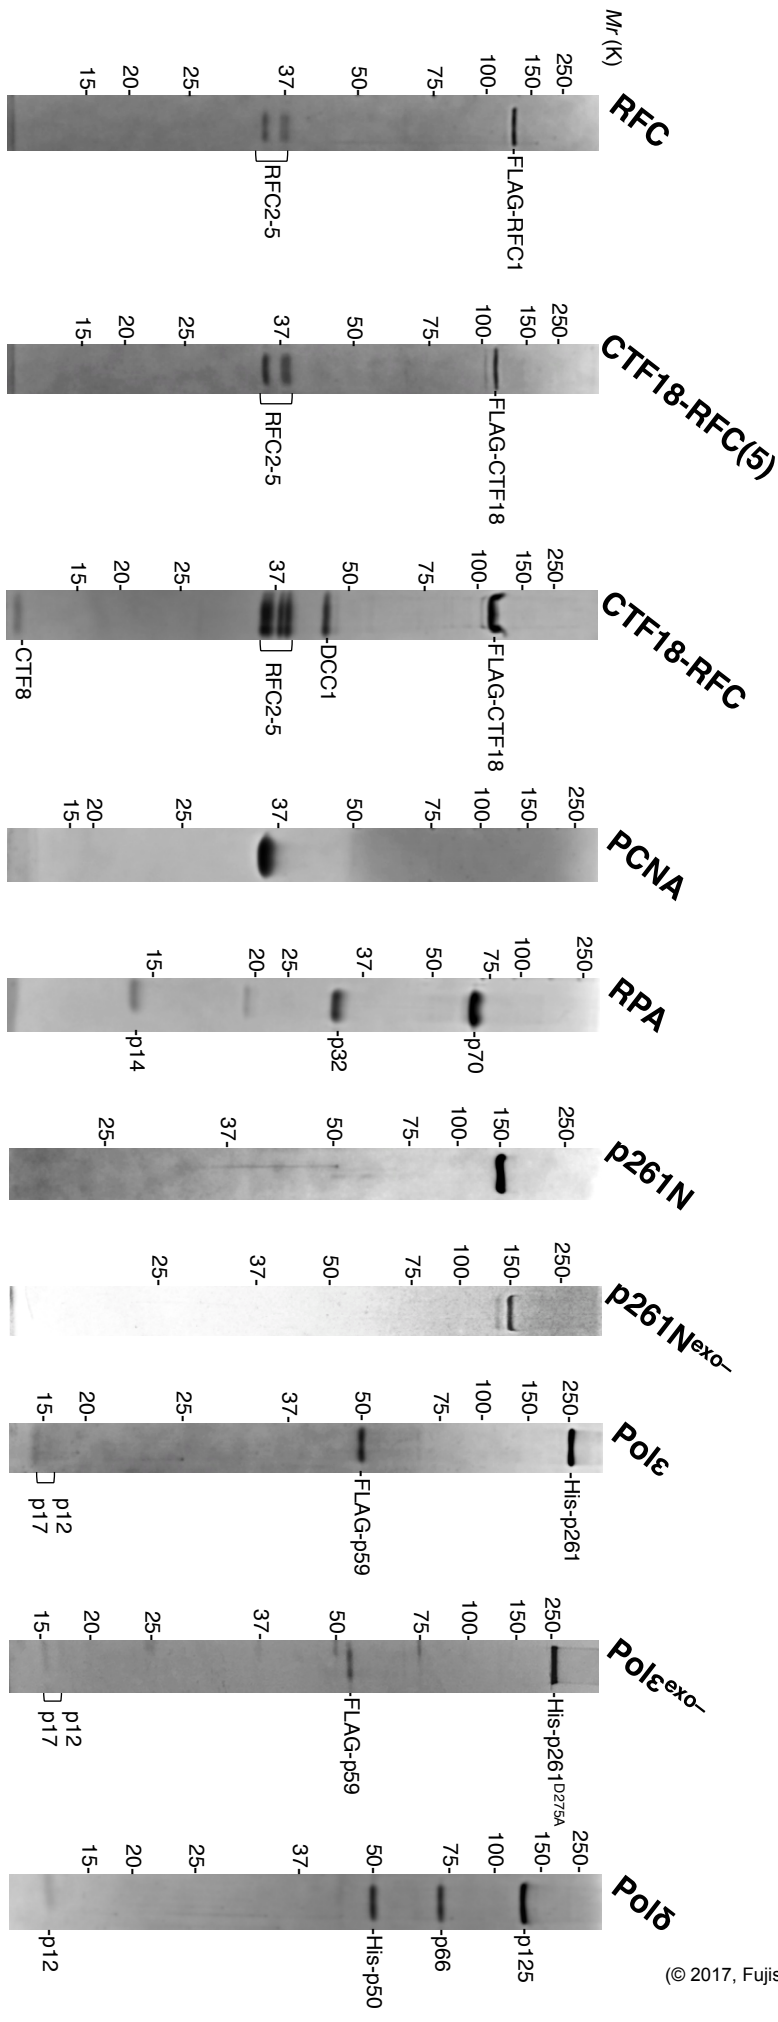 Mr (K)
RFC
250-
150-
100-
75-
50-
37-
25-
20-
15-
-FLAG-RFC1
RFC2-5
CTF18-RFC(5)
250-
150-
100-
75-
50-
37-
25-
20-
15-
-FLAG-CTF18
RFC2-5
CTF18-RFC
250-
150-
100-
75-
50-
37-
25-
20-
15-
-FLAG-CTF18
-DCC1
RFC2-5
-CTF8
PCNA
250-
150-
100-
75-
50-
37-
25-
20-
15-
RPA
250-
100-
75-
50-
37-
25-
20-
15-
-p70
-p32
-p14
p261N
250-
150-
100-
75-
50-
37-
25-
p261Nexo–
250-
150-
100-
75-
50-
37-
25-
Polε
250-
150-
100-
75-
50-
37-
25-
20-
15-
-His-p261
-FLAG-p59
p12
p17
Polεexo–
250-
150-
100-
75-
50-
37-
25-
20-
15-
-His-p261D275A
-FLAG-p59
p12
p17
Polδ
250-
150-
100-
75-
50-
37-
25-
20-
15-
-p125
-p66
-His-p50
-p12
(© 2017, Fujis